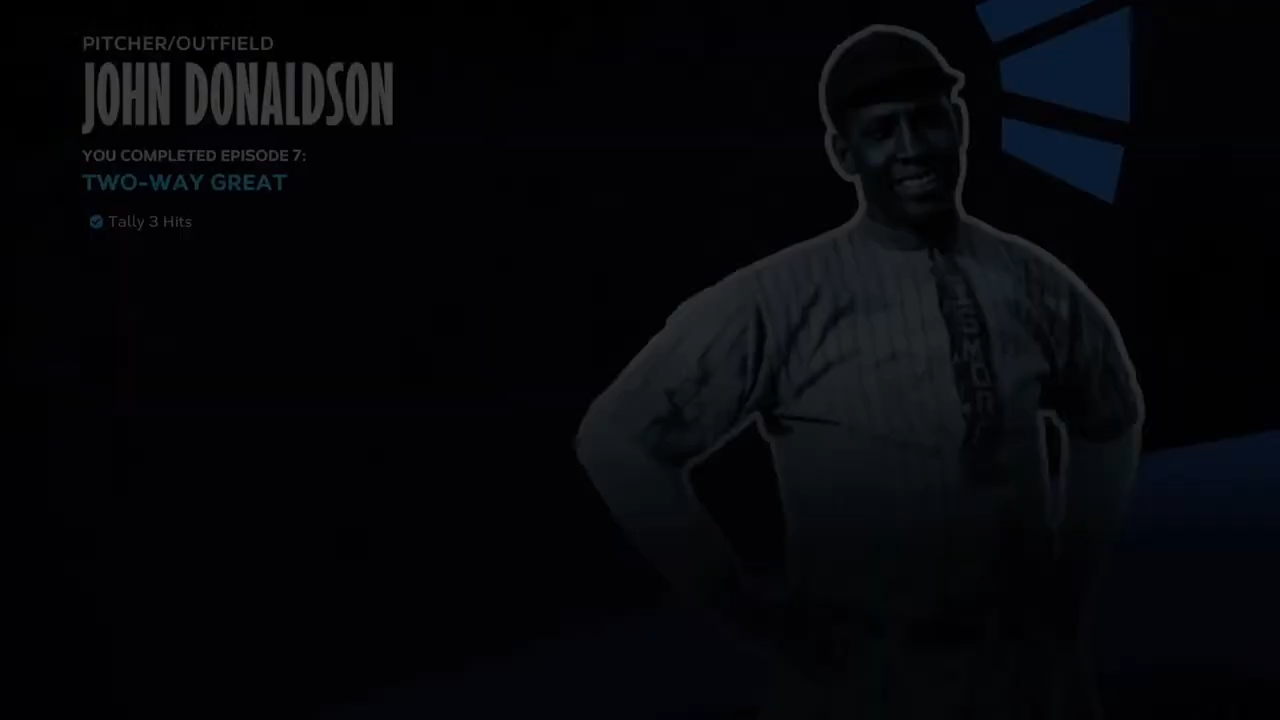 PITCHER/OUTFIELD
JOHN DONALDSON
YOU COMPLETED EPISODE 7:
TWO-WAY GREAT
Tally 3 Hits